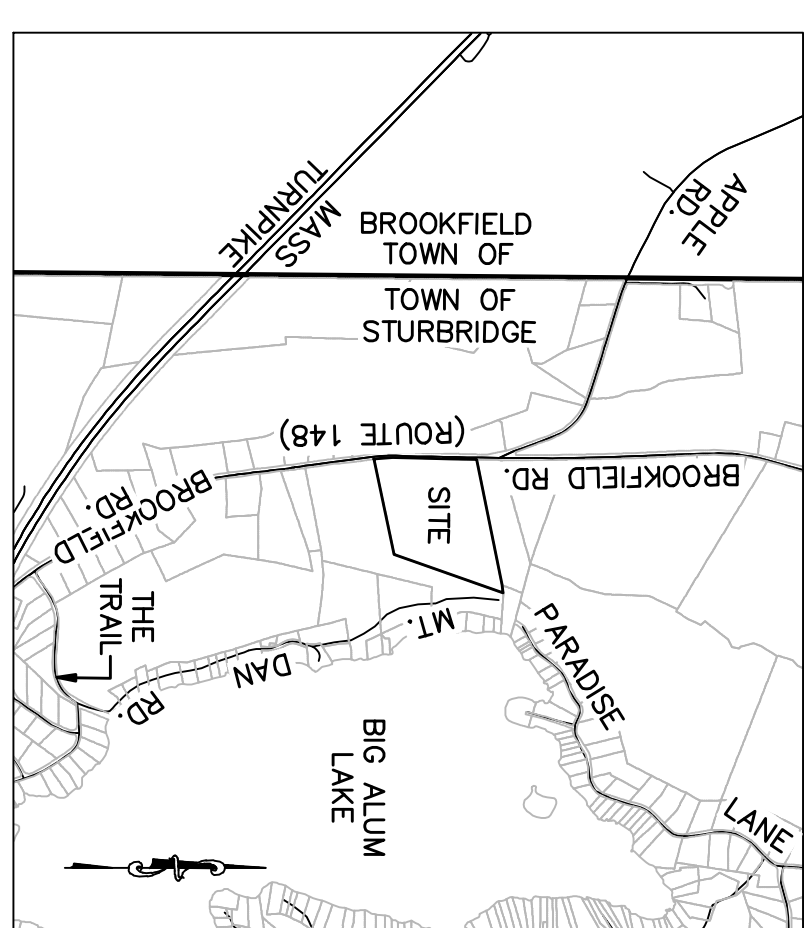 MASS
TURNPIKE
APPLE
RD.
BROOKFIELD
TOWN OF
TOWN OF
STURBRIDGE
(ROUTE 148)
BROOKFIELD RD.
BROOKFIELD
RD.
SITE
THE
TRAIL
MT.
DAN
RD.
PARADISE
LANE
BIG ALUM
LAKE